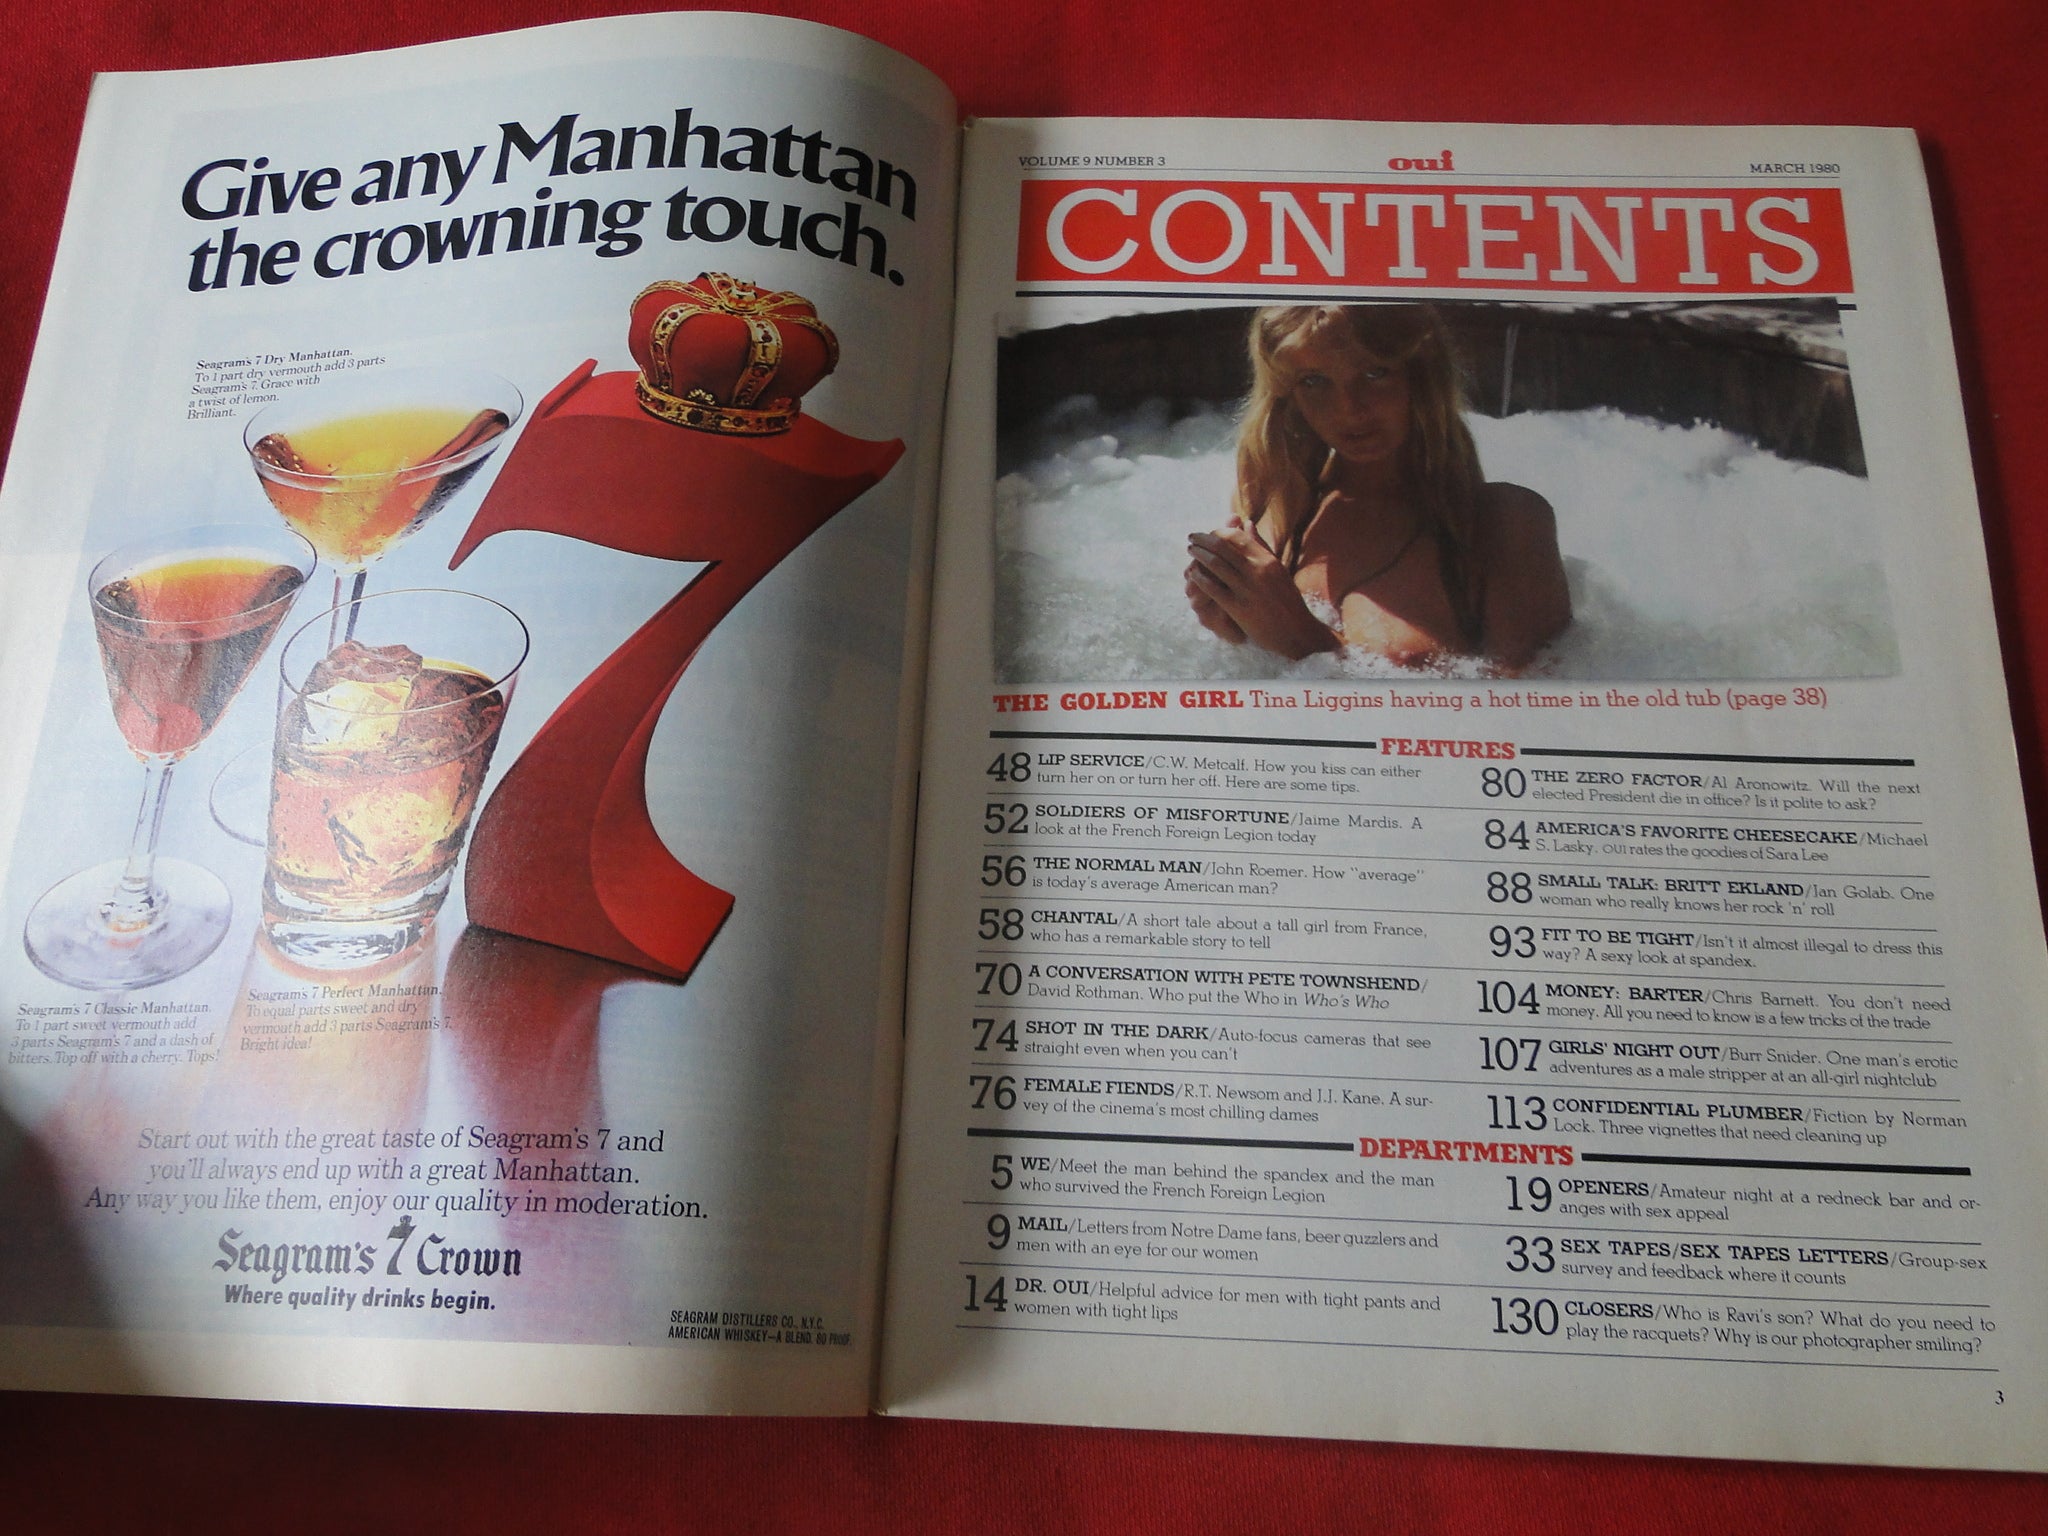 Give any Manhattan
the crowning touch.
Seagram's 7 Dry Manhattan.
To 1 part dry vermouth add 3 parts
Seagram's 7. Grace with
a twist of lemon.
Brilliant.
Seagram's 7 Classic Manhattan.
To 1 part sweet vermouth add
3 parts Seagram's 7 and a dash of
bitters. Top off with a cherry. Tops!
Seagram's 7 Perfect Manhattan.
To equal parts sweet and dry
vermouth add 3 parts Seagram's 7.
Bright idea!
Start out with the great taste of Seagram's 7 and
you'll always end up with a great Manhattan.
Any way you like them, enjoy our quality in moderation.
Seagram's 7 Crown
Where quality drinks begin.
SEAGRAM DISTILLERS CO., N.Y.C.
AMERICAN WHISKEY—A BLEND. 80 PROOF.
VOLUME 9 NUMBER 3
oui
MARCH 1980
CONTENTS
THE GOLDEN GIRL Tina Liggins having a hot time in the old tub (page 38)
FEATURES
48 LIP SERVICE/C.W. Metcalf. How you kiss can either
turn her on or turn her off. Here are some tips.
52 SOLDIERS OF MISFORTUNE/Jaime Mardis. A
look at the French Foreign Legion today
56 THE NORMAL MAN/John Roemer. How "average"
is today's average American man?
58 CHANTAL/A short tale about a tall girl from France,
who has a remarkable story to tell
70 A CONVERSATION WITH PETE TOWNSHEND/
David Rothman. Who put the Who in Who's Who
74 SHOT IN THE DARK/Auto-focus cameras that see
straight even when you can't
76 FEMALE FIENDS/R.T. Newsom and J.J. Kane. A sur-
vey of the cinema's most chilling dames
80 THE ZERO FACTOR/Al Aronowitz. Will the next
elected President die in office? Is it polite to ask?
84 AMERICA'S FAVORITE CHEESECAKE/Michael
S. Lasky. OUI rates the goodies of Sara Lee
88 SMALL TALK: BRITT EKLAND/Ian Golab. One
woman who really knows her rock 'n' roll
93 FIT TO BE TIGHT/Isn't it almost illegal to dress this
way? A sexy look at spandex.
104 MONEY: BARTER/Chris Barnett. You don't need
money. All you need to know is a few tricks of the trade
107 GIRLS' NIGHT OUT/Burr Snider. One man's erotic
adventures as a male stripper at an all-girl nightclub
113 CONFIDENTIAL PLUMBER/Fiction by Norman
Lock. Three vignettes that need cleaning up
DEPARTMENTS
5 WE/Meet the man behind the spandex and the man
who survived the French Foreign Legion
9 MAIL/Letters from Notre Dame fans, beer guzzlers and
men with an eye for our women
14 DR. OUI/Helpful advice for men with tight pants and
women with tight lips
19 OPENERS/Amateur night at a redneck bar and or-
anges with sex appeal
33 SEX TAPES/SEX TAPES LETTERS/Group-sex
survey and feedback where it counts
130 CLOSERS/Who is Ravi's son? What do you need to
play the racquets? Why is our photographer smiling?
3